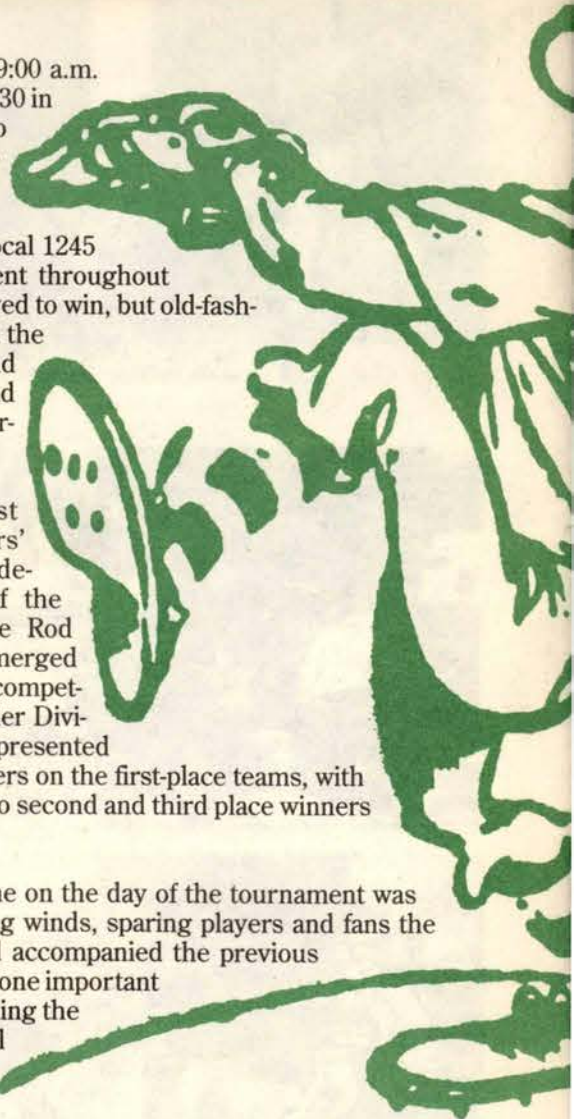 9:00 a.m.
30 in
o
ocal 1245
ent throughout
ed to win, but old-fash-
the
d
d
r-
st
rs'
de-
f the
e Rod
merged
compet-
er Divi-
presented
ers on the first-place teams, with
o second and third place winners
ne on the day of the tournament was
g winds, sparing players and fans the
l accompanied the previous
one important
ing the
l